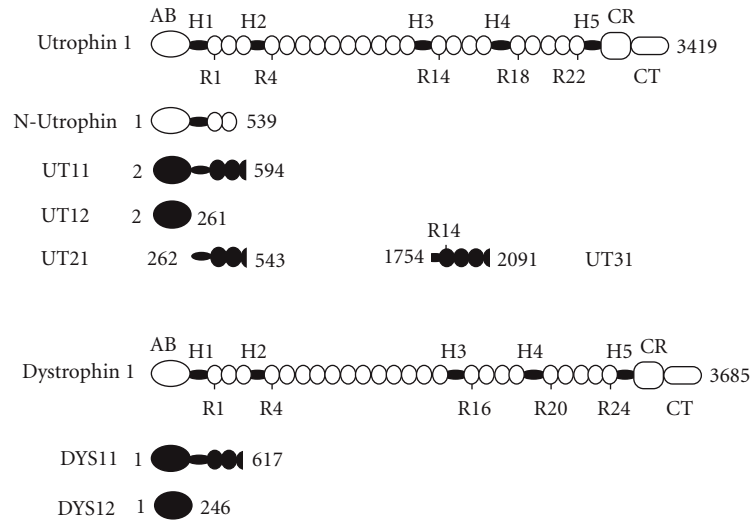 AB H1 H2 H3 H4 H5 CR
Utrophin 1 3419
R1 R4 R14 R18 R22 CT
N-Utrophin 1 539
UT11 2 594
UT12 2 261
R14
UT21 262 543 1754 2091 UT31
AB H1 H2 H3 H4 H5 CR
Dystrophin 1 3685
R1 R4 R16 R20 R24 CT
DYS11 1 617
DYS12 1 246